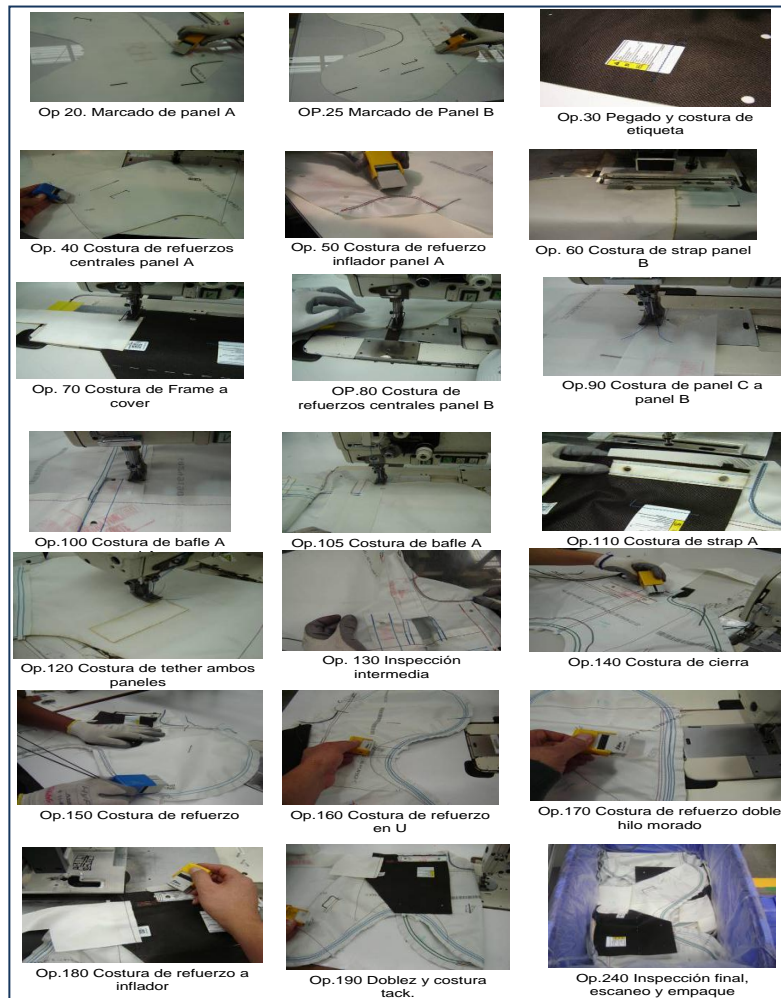 Op 20. Marcado de panel A
OP.25 Marcado de Panel B
Op.30 Pegado y costura de
etiqueta
Op. 40 Costura de refuerzos
centrales panel A
Op. 50 Costura de refuerzo
inflador panel A
Op. 60 Costura de strap panel
B
Op. 70 Costura de Frame a
cover
OP.80 Costura de
refuerzos centrales panel B
Op.90 Costura de panel C a
panel B
Op.100 Costura de bafle A
Op.105 Costura de bafle A
Op.110 Costura de strap A
Op.120 Costura de tether ambos
paneles
Op. 130 Inspección
intermedia
Op.140 Costura de cierra
Op.150 Costura de refuerzo
Op.160 Costura de refuerzo
en U
Op.170 Costura de refuerzo doble
hilo morado
Op.180 Costura de refuerzo a
inflador
Op.190 Doblez y costura
tack.
Op.240 Inspección final,
escaneo y empaque